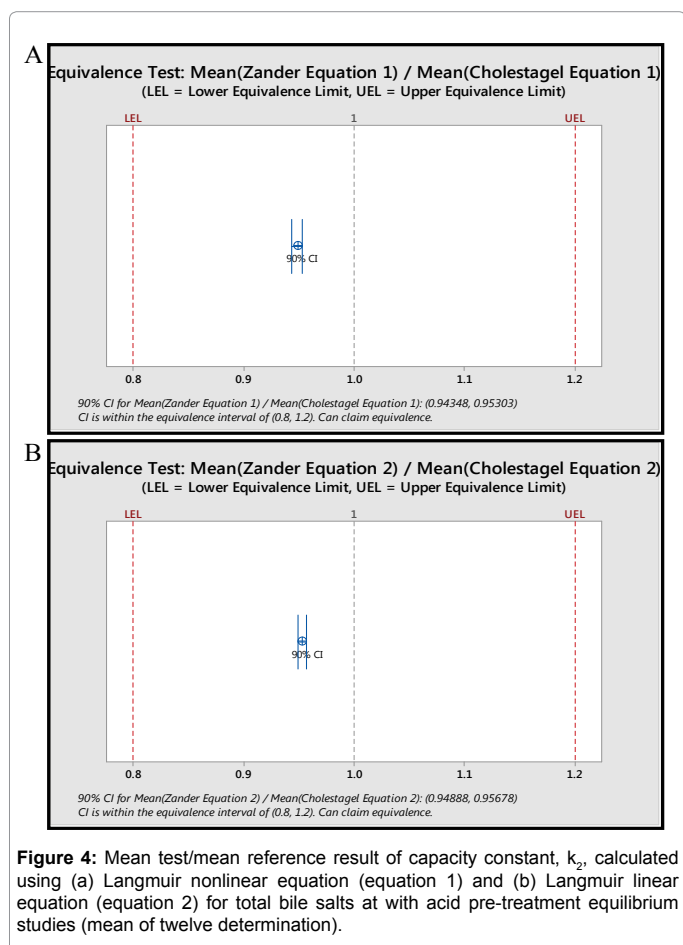 A
Equivalence Test: Mean(Zander Equation 1) / Mean(Cholestagel Equation 1)
(LEL = Lower Equivalence Limit, UEL = Upper Equivalence Limit)
LEL 1 UEL
90% CI
0.8 0.9 1.0 1.1 1.2
90% CI for Mean(Zander Equation 1) / Mean(Cholestagel Equation 1): (0.94348, 0.95303)
CI is within the equivalence interval of (0.8, 1.2). Can claim equivalence.
B
Equivalence Test: Mean(Zander Equation 2) / Mean(Cholestagel Equation 2)
(LEL = Lower Equivalence Limit, UEL = Upper Equivalence Limit)
LEL 1 UEL
90% CI
0.8 0.9 1.0 1.1 1.2
90% CI for Mean(Zander Equation 2) / Mean(Cholestagel Equation 2): (0.94888, 0.95678)
CI is within the equivalence interval of (0.8, 1.2). Can claim equivalence.
Figure 4: Mean test/mean reference result of capacity constant, k₂, calculated
using (a) Langmuir nonlinear equation (equation 1) and (b) Langmuir linear
equation (equation 2) for total bile salts at with acid pre-treatment equilibrium
studies (mean of twelve determination).